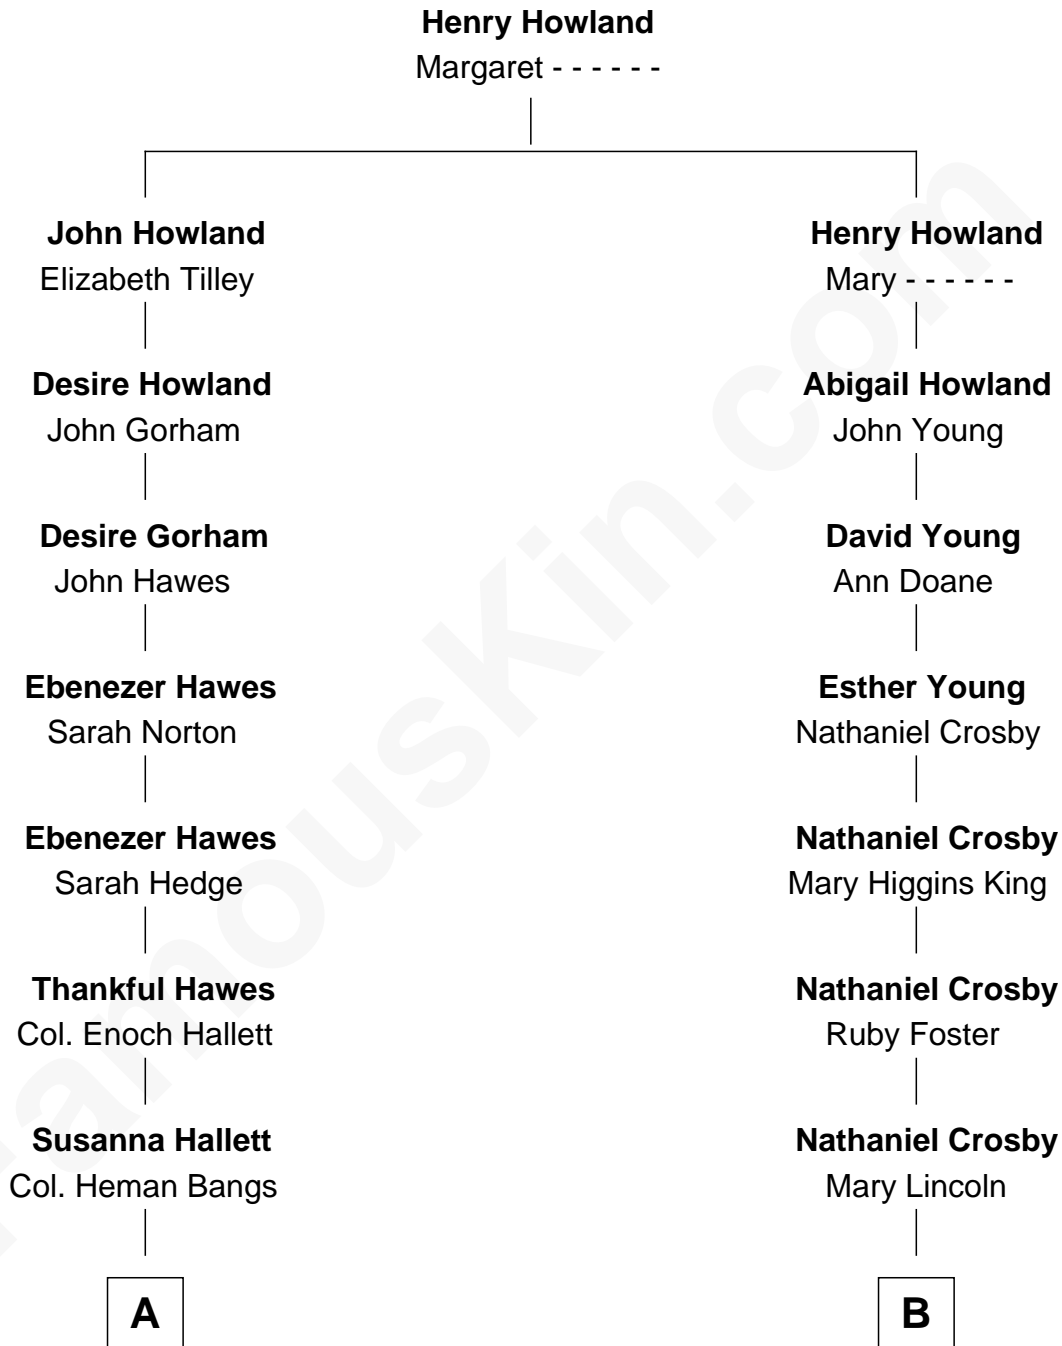 Henry Howland
Margaret - - - - - -
John Howland
Elizabeth Tilley
Henry Howland
Mary - - - - - -
Desire Howland
John Gorham
Abigail Howland
John Young
Desire Gorham
John Hawes
David Young
Ann Doane
Ebenezer Hawes
Sarah Norton
Esther Young
Nathaniel Crosby
Ebenezer Hawes
Sarah Hedge
Nathaniel Crosby
Mary Higgins King
Thankful Hawes
Col. Enoch Hallett
Nathaniel Crosby
Ruby Foster
Susanna Hallett
Col. Heman Bangs
Nathaniel Crosby
Mary Lincoln
A
B
FamousKin.com